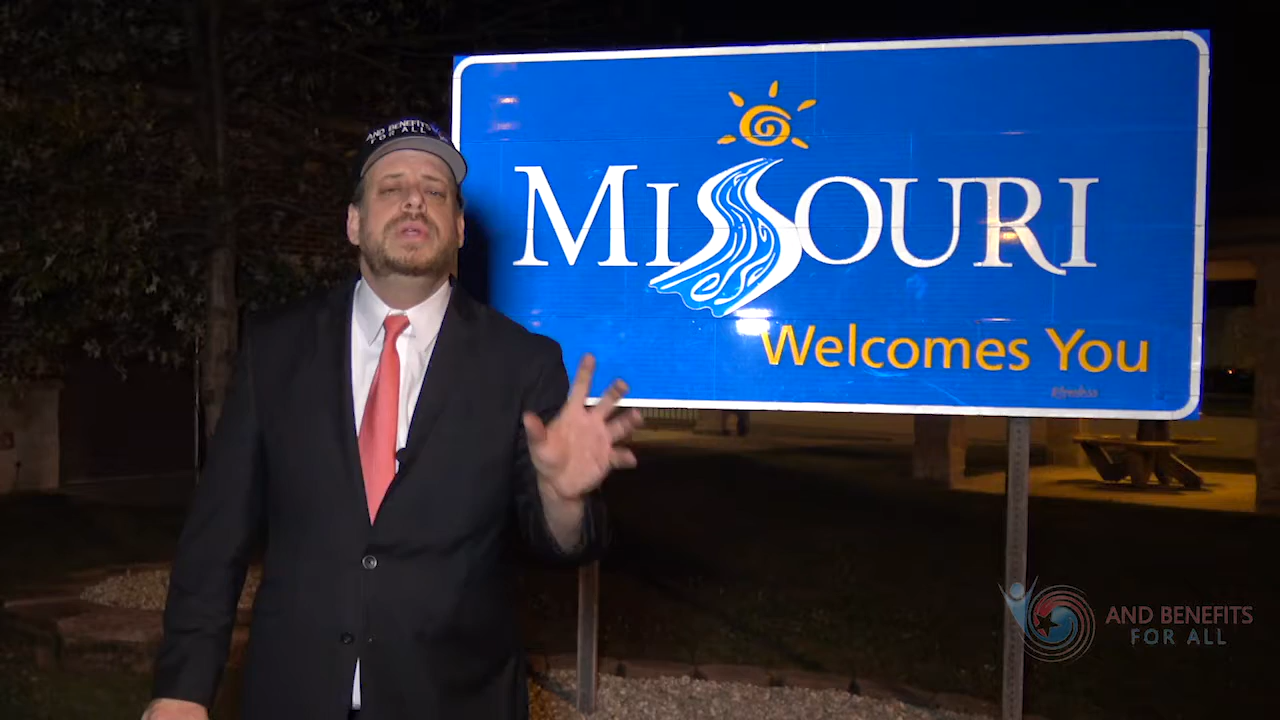 AND BENEFITS
FOR ALL
MISSOURI
Welcomes You
AND BENEFITS
FOR ALL